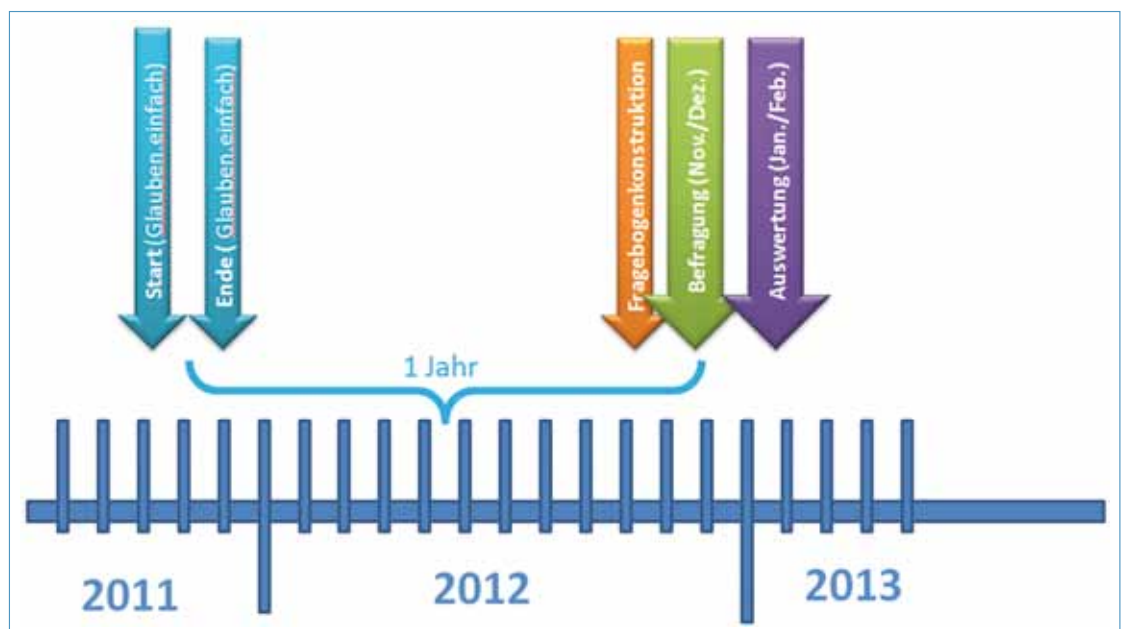 Start (Glauben.einfach)
Ende ( Glauben.einfach)
Fragebogenkonstruktion
Befragung (Nov./Dez.)
Auswertung (Jan./Feb.)
1 Jahr
2011
2012
2013